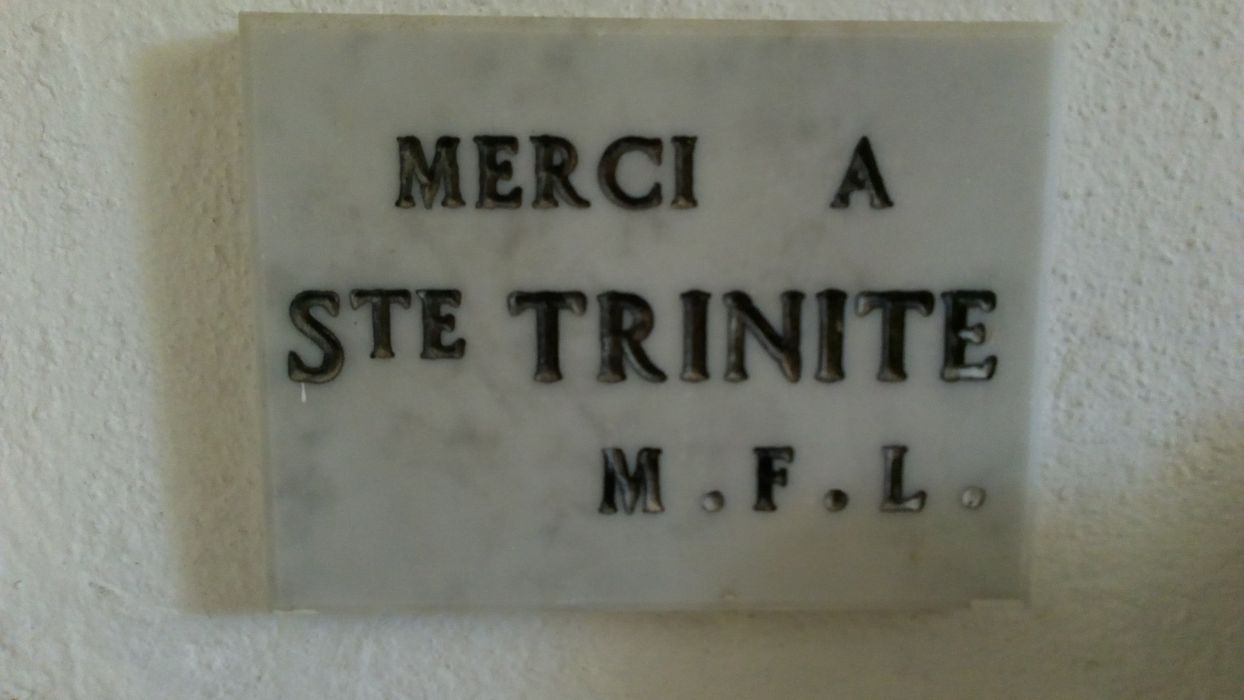 MERCI A
STE TRINITE
M.F.L.